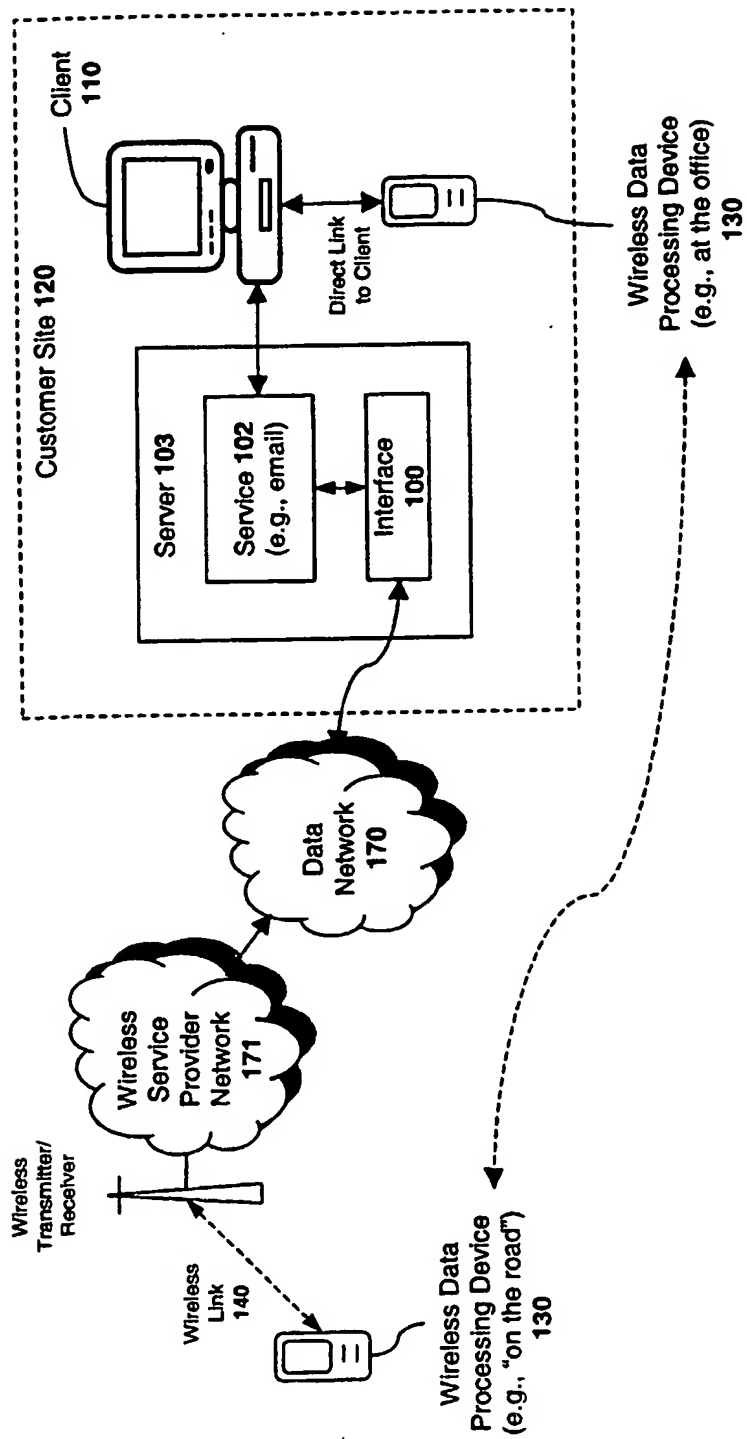 Customer Site 120
Client
110
Server 103
Service 102
(e.g., email)
Interface
100
Direct Link
to Client
Wireless Data
Processing Device
(e.g., at the office)
130
Data
Network
170
Wireless
Service
Provider
Network
171
Wireless
Transmitter/
Receiver
Wireless
Link
140
Wireless Data
Processing Device
(e.g., "on the road")
130